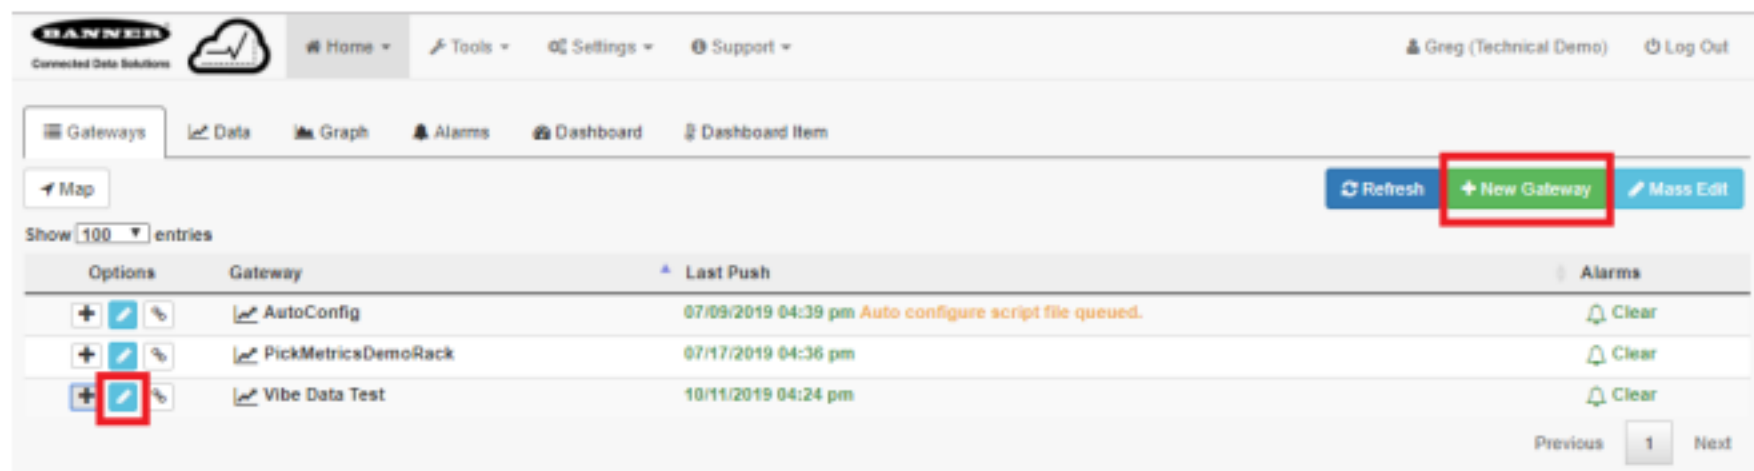 BANNER
Connected Data Solutions
Home Tools Settings Support Greg (Technical Demo) Log Out
Gateways Data Graph Alarms Dashboard Dashboard Item
Map Refresh + New Gateway Mass Edit
Show 100 entries
Options Gateway Last Push Alarms
AutoConfig 07/09/2019 04:39 pm Auto configure script file queued. Clear
PickMetricsDemoRack 07/17/2019 04:36 pm Clear
Vibe Data Test 10/11/2019 04:24 pm Clear
Previous 1 Next